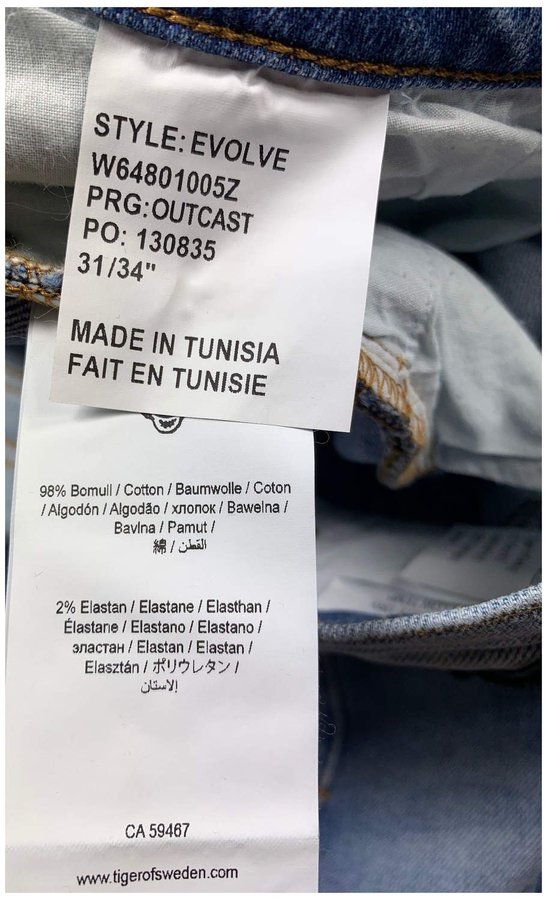 STYLE: EVOLVE
W64801005Z
PRG:OUTCAST
PO: 130835
31/34"
MADE IN TUNISIA
FAIT EN TUNISIE
98% Bomull / Cotton / Baumwolle / Coton
/ Algodón / Algodão / хлопок / Bawełna /
Bavlna / Pamut /
綿 / القطن
2% Elastan / Elastane / Elasthan /
Élastane / Elastano / Elastano /
эластан / Elastan / Elastan /
Elasztán / ポリウレタン /
إلاستان
CA 59467
www.tigerofsweden.com